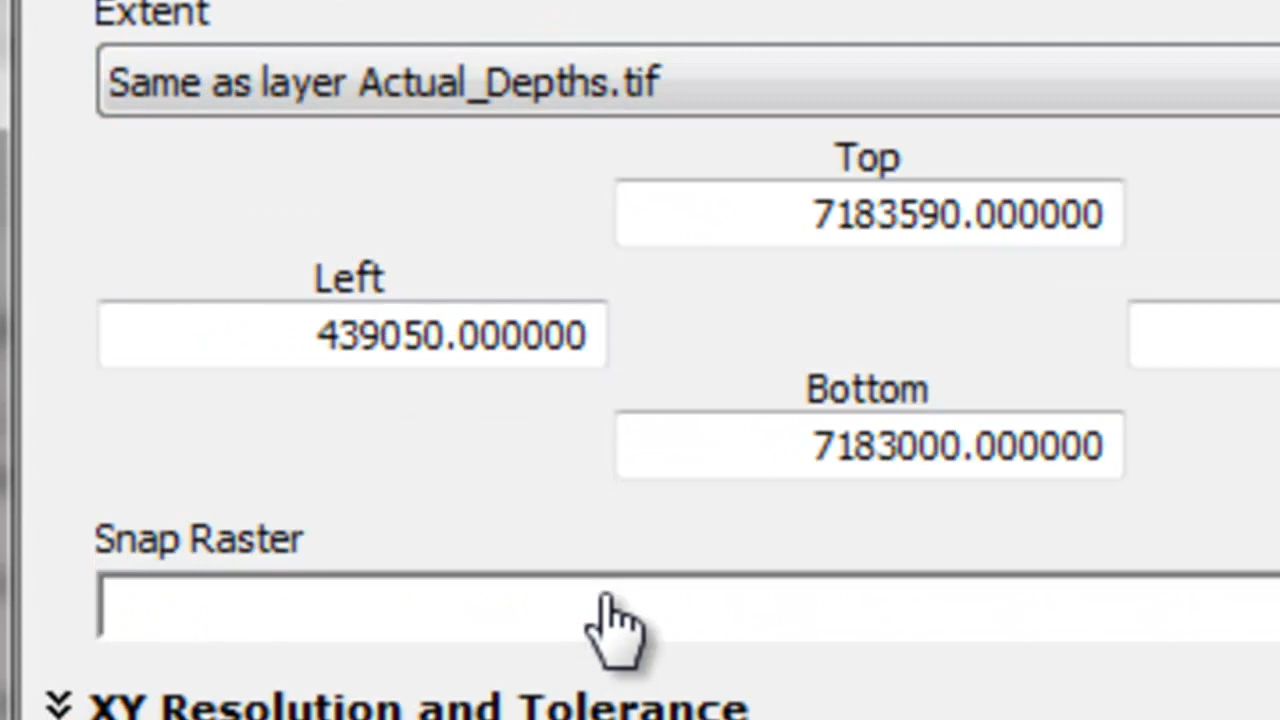 Extent
Same as layer Actual_Depths.tif
Top
7183590.000000
Left
439050.000000
Bottom
7183000.000000
Snap Raster
XY Resolution and Tolerance